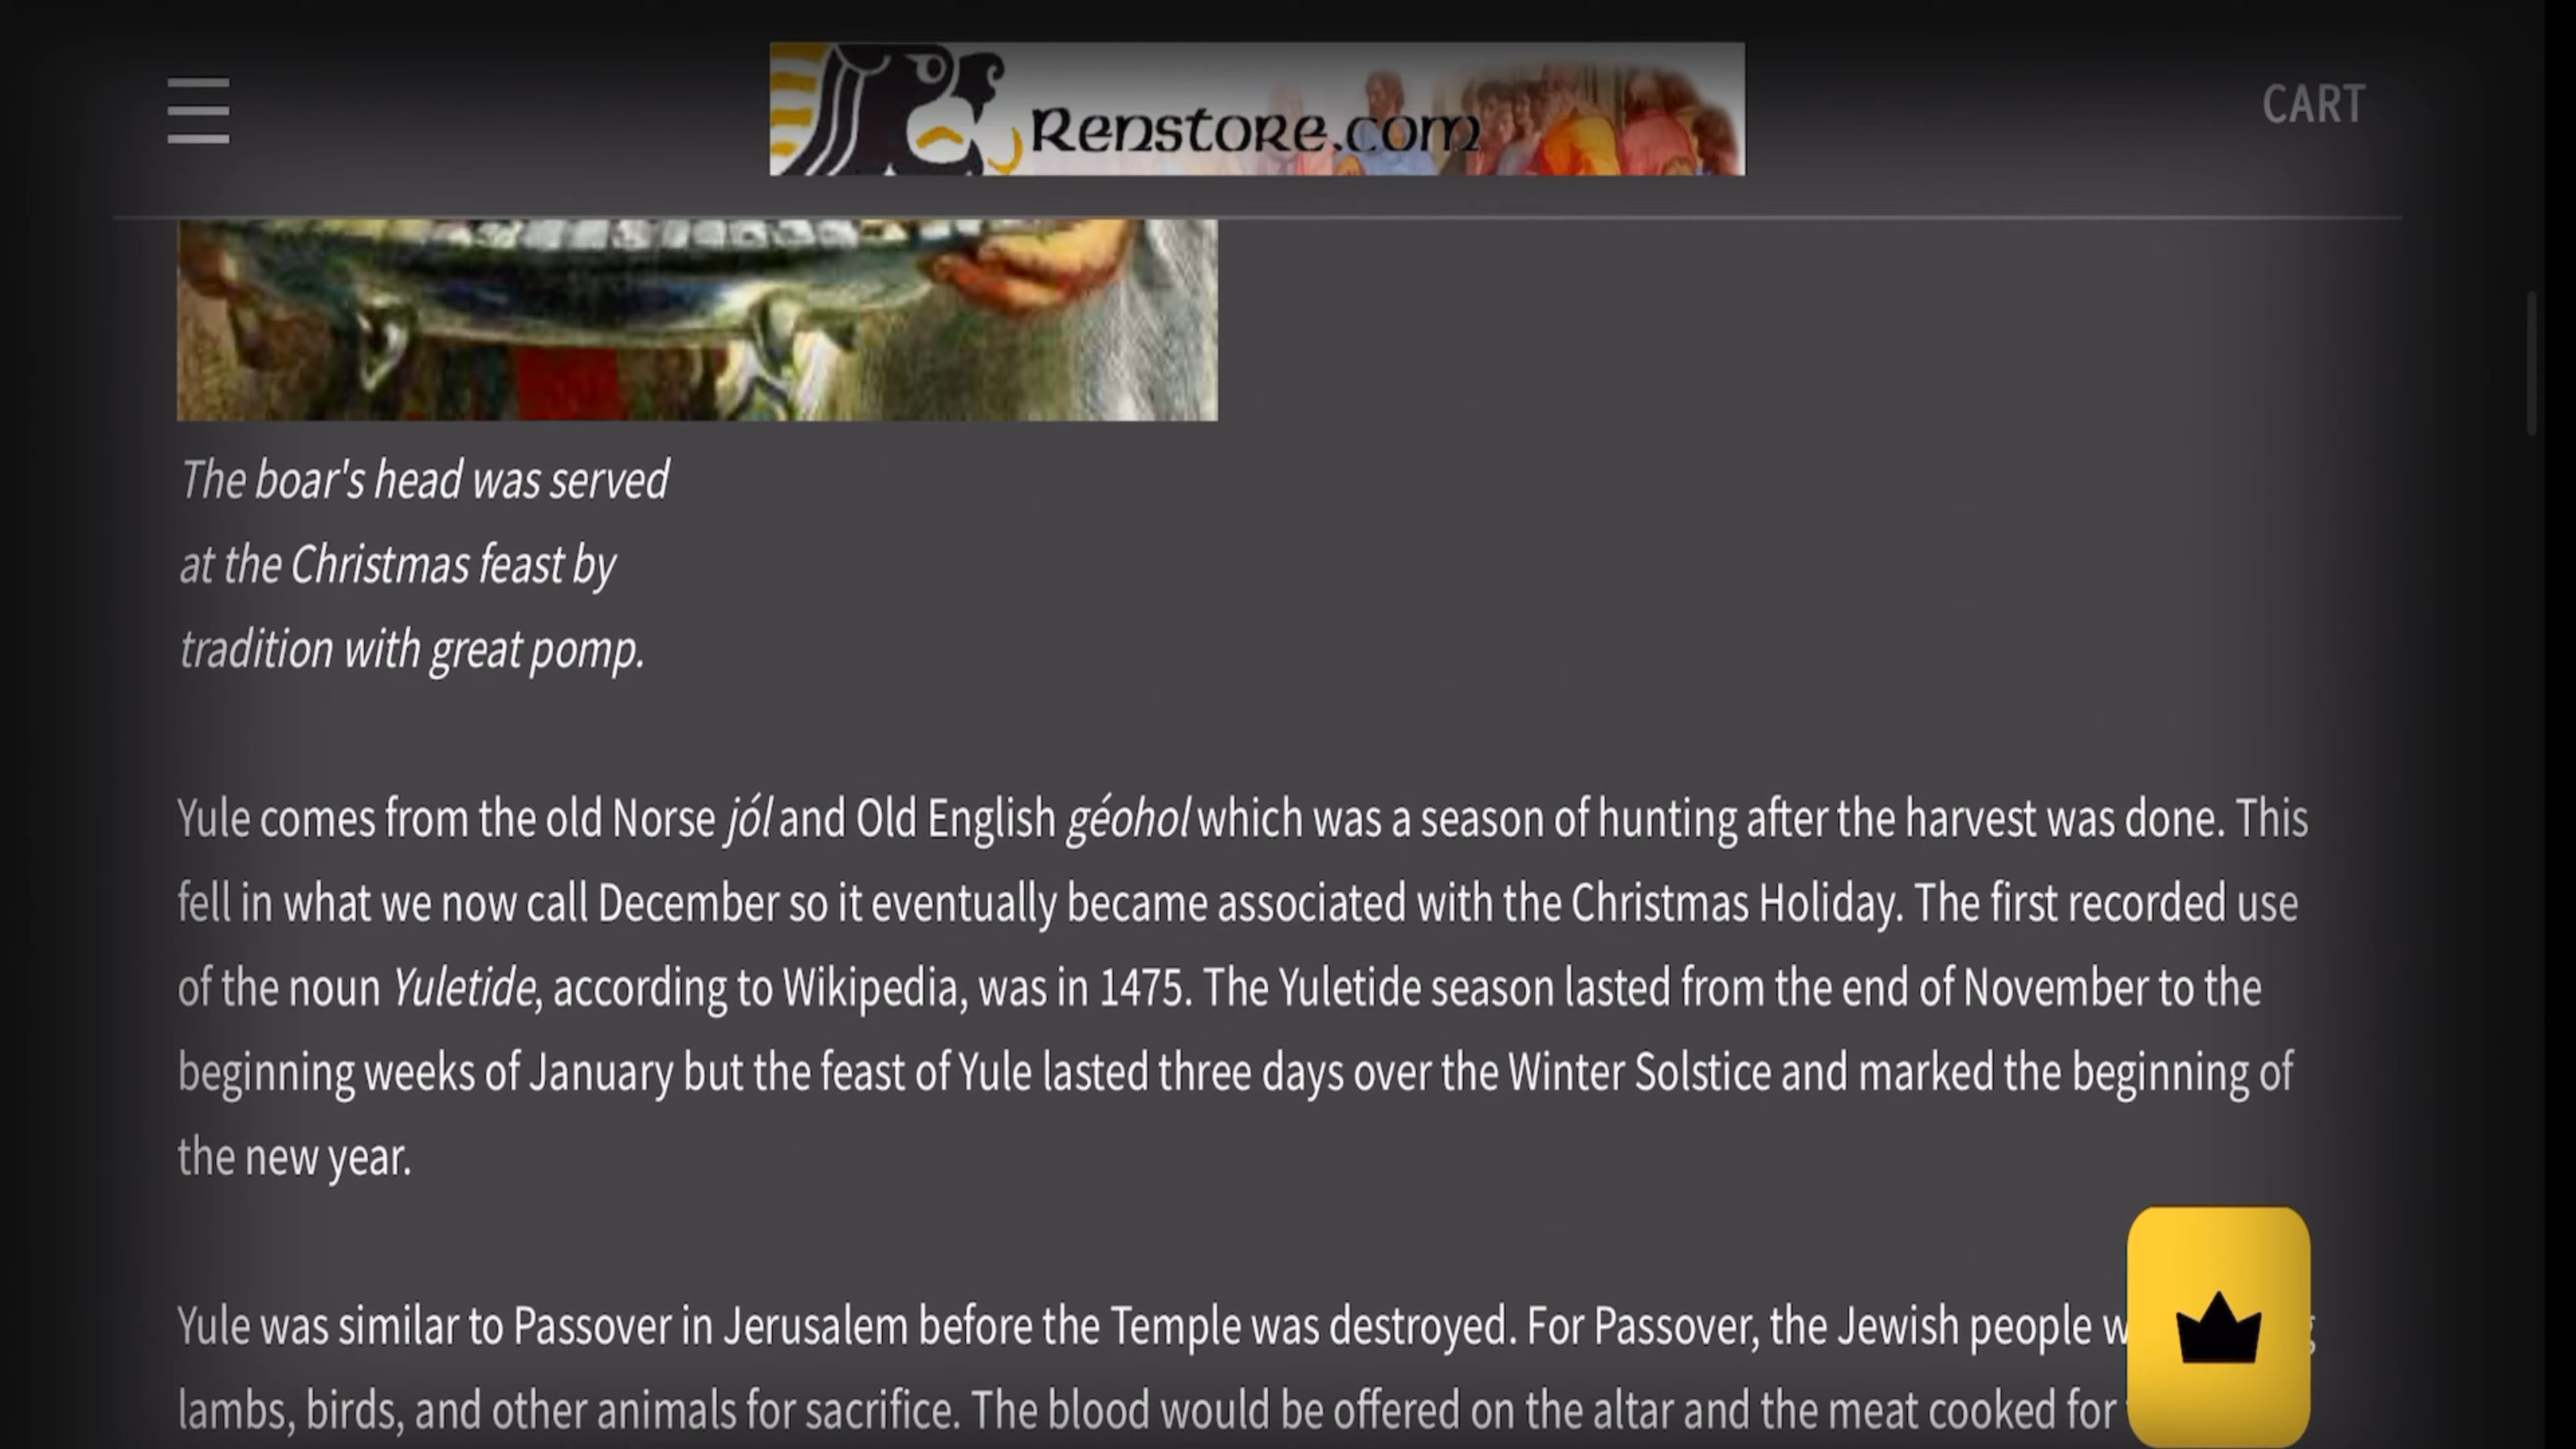 Renstore.com
CART
The boar's head was served
at the Christmas feast by
tradition with great pomp.
Yule comes from the old Norse jól and Old English géohol which was a season of hunting after the harvest was done. This
fell in what we now call December so it eventually became associated with the Christmas Holiday. The first recorded use
of the noun Yuletide, according to Wikipedia, was in 1475. The Yuletide season lasted from the end of November to the
beginning weeks of January but the feast of Yule lasted three days over the Winter Solstice and marked the beginning of
the new year.
Yule was similar to Passover in Jerusalem before the Temple was destroyed. For Passover, the Jewish people
lambs, birds, and other animals for sacrifice. The blood would be offered on the altar and the meat cooked for